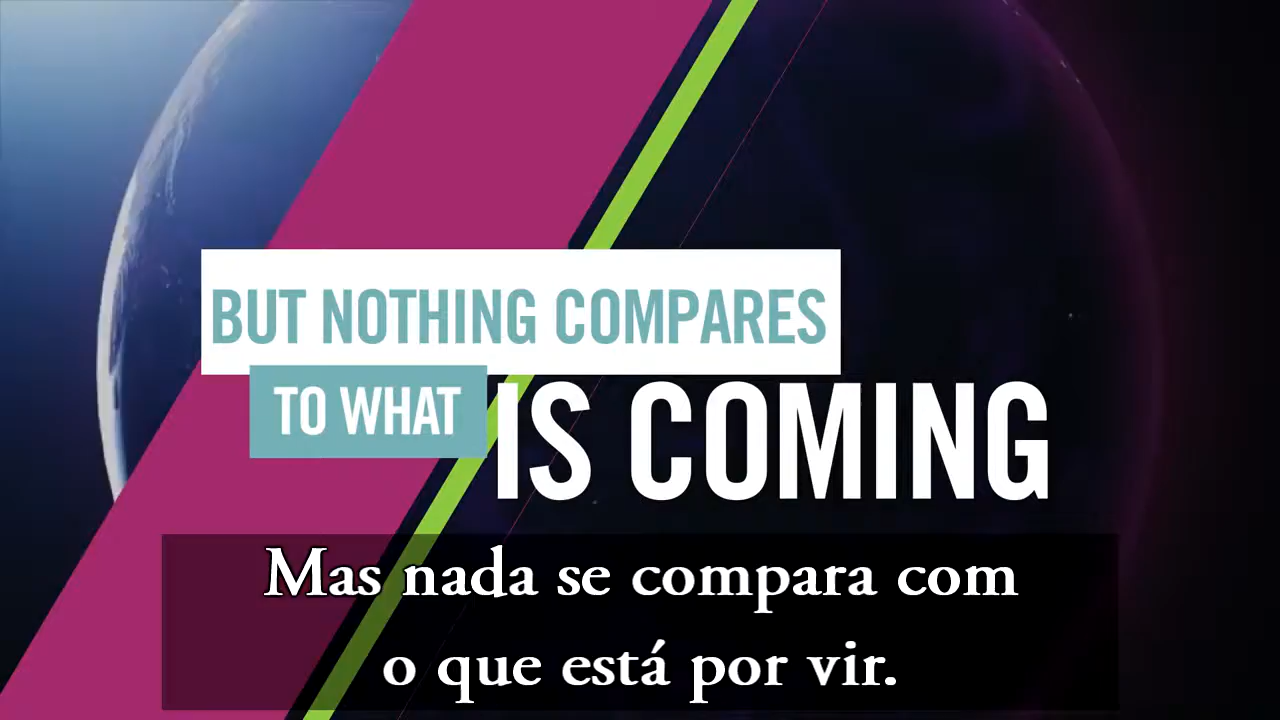 BUT NOTHING COMPARES
TO WHAT IS COMING
Mas nada se compara com
o que está por vir.